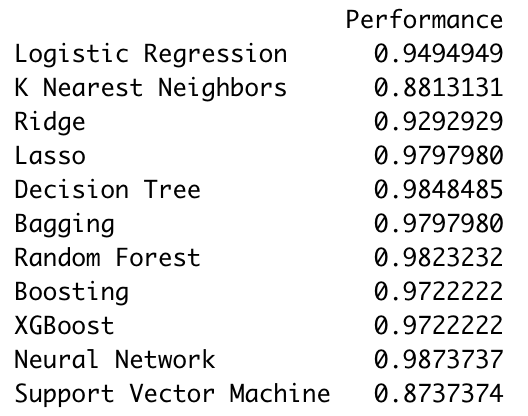 Performance
Logistic Regression 0.9494949
K Nearest Neighbors 0.8813131
Ridge 0.9292929
Lasso 0.9797980
Decision Tree 0.9848485
Bagging 0.9797980
Random Forest 0.9823232
Boosting 0.9722222
XGBoost 0.9722222
Neural Network 0.9873737
Support Vector Machine 0.8737374